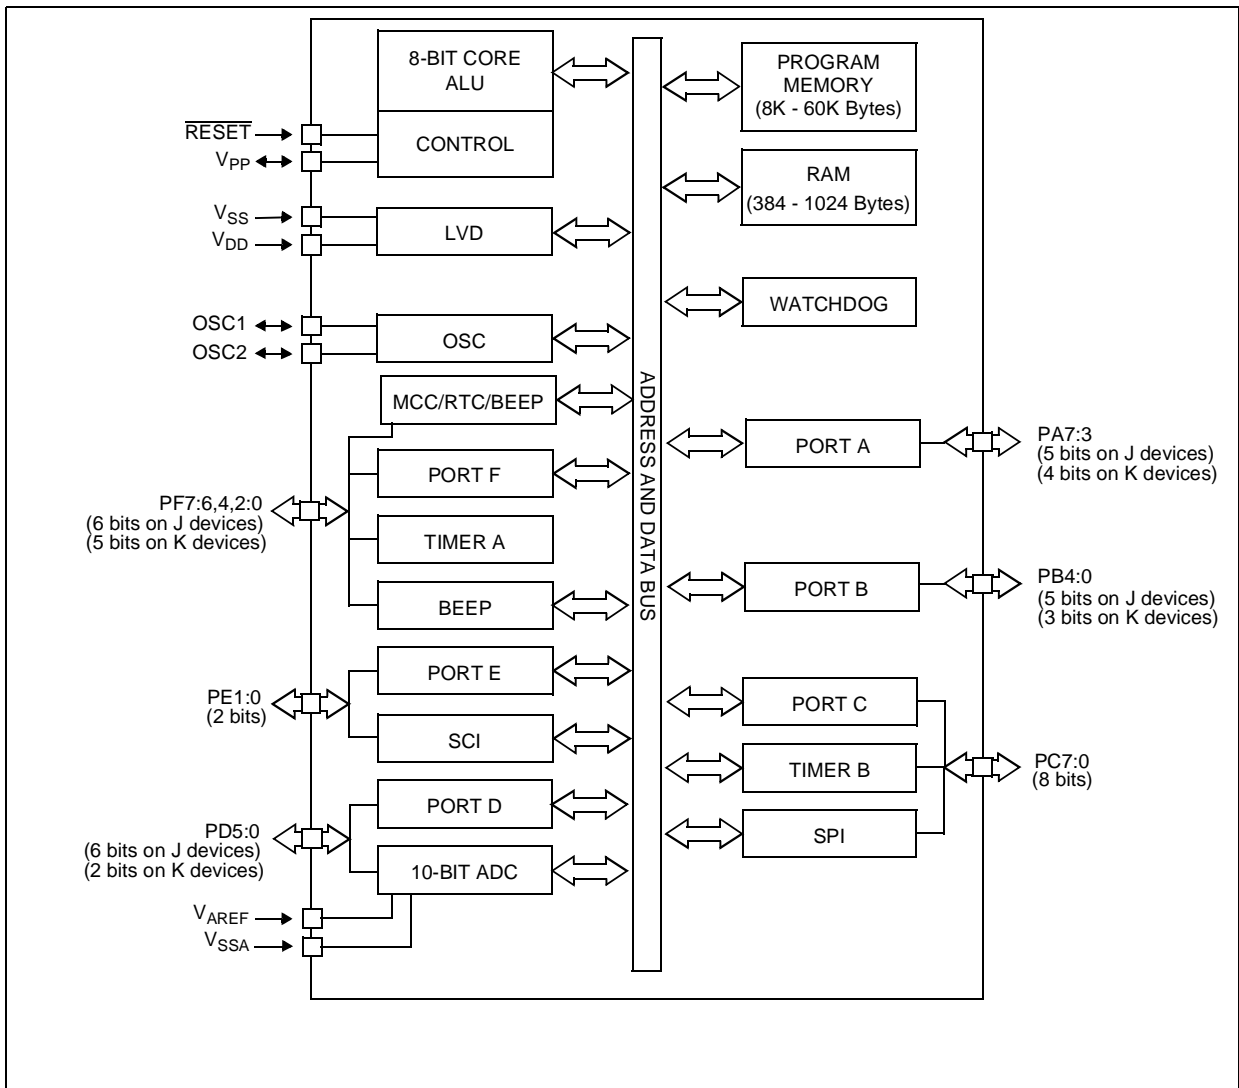 8-BIT CORE
ALU
CONTROL
RESET
VPP
VSS
VDD
LVD
OSC1
OSC2
OSC
MCC/RTC/BEEP
PORT F
PF7:6,4,2:0
(6 bits on J devices)
(5 bits on K devices)
TIMER A
BEEP
PORT E
PE1:0
(2 bits)
SCI
PORT D
PD5:0
(6 bits on J devices)
(2 bits on K devices)
10-BIT ADC
VAREF
VSSA
ADDRESS AND DATA BUS
PROGRAM
MEMORY
(8K - 60K Bytes)
RAM
(384 - 1024 Bytes)
WATCHDOG
PORT A
PA7:3
(5 bits on J devices)
(4 bits on K devices)
PORT B
PB4:0
(5 bits on J devices)
(3 bits on K devices)
PORT C
TIMER B
PC7:0
(8 bits)
SPI